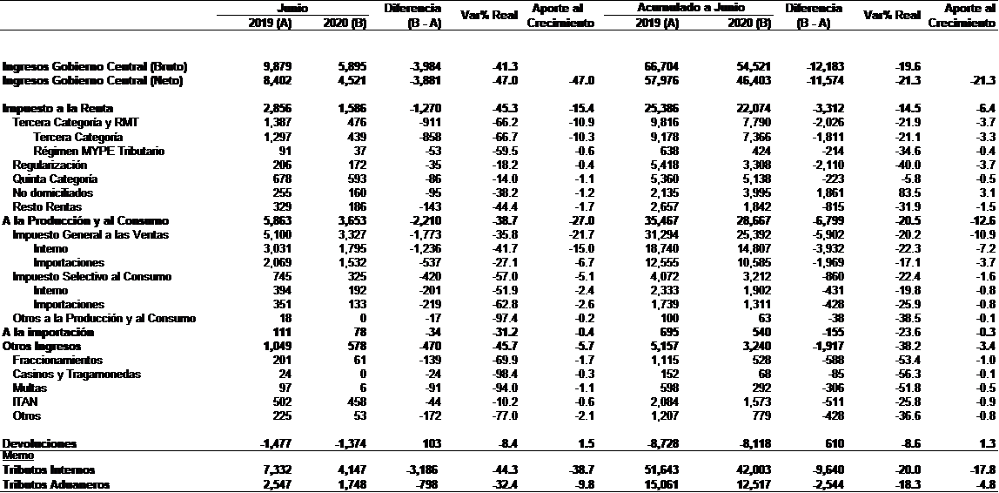 Junio Diferencia Var% Real Aporte al Acumulado a Junio Diferencia Var% Real Aporte al
2019 (A) 2020 (B) (B - A) Crecimiento 2019 (A) 2020 (B) (B - A) Crecimiento
Ingresos Gobierno Central (Bruto) 9,879 5,895 -3,984 -41.3 66,704 54,521 -12,183 -19.6
Ingresos Gobierno Central (Neto) 8,402 4,521 -3,881 -47.0 -47.0 57,976 46,403 -11,574 -21.3 -21.3
Impuesto a la Renta 2,856 1,586 -1,270 -45.3 -15.4 25,386 22,074 -3,312 -14.5 -6.4
Tercera Categoría y RMT 1,387 476 -911 -66.2 -10.9 9,816 7,790 -2,026 -21.9 -3.7
Tercera Categoría 1,297 439 -858 -66.7 -10.3 9,178 7,366 -1,811 -21.1 -3.3
Régimen MYPE Tributario 91 37 -53 -59.5 -0.6 638 424 -214 -34.6 -0.4
Regularización 206 172 -35 -18.2 -0.4 5,418 3,308 -2,110 -40.0 -3.7
Quinta Categoría 678 593 -86 -14.0 -1.1 5,360 5,138 -223 -5.8 -0.5
No domiciliados 255 160 -95 -38.2 -1.2 2,135 3,995 1,861 83.5 3.1
Resto Rentas 329 186 -143 -44.4 -1.7 2,657 1,842 -815 -31.9 -1.5
A la Producción y al Consumo 5,863 3,653 -2,210 -38.7 -27.0 35,467 28,667 -6,799 -20.5 -12.6
Impuesto General a las Ventas 5,100 3,327 -1,773 -35.8 -21.7 31,294 25,392 -5,902 -20.2 -10.9
Interno 3,031 1,795 -1,236 -41.7 -15.0 18,740 14,807 -3,932 -22.3 -7.2
Importaciones 2,069 1,532 -537 -27.1 -6.7 12,555 10,585 -1,969 -17.1 -3.7
Impuesto Selectivo al Consumo 745 325 -420 -57.0 -5.1 4,072 3,212 -860 -22.4 -1.6
Interno 394 192 -201 -51.9 -2.4 2,333 1,902 -431 -19.8 -0.8
Importaciones 351 133 -219 -62.8 -2.6 1,739 1,311 -428 -25.9 -0.8
Otros a la Producción y al Consumo 18 0 -17 -97.4 -0.2 100 63 -38 -38.5 -0.1
A la importación 111 78 -34 -31.2 -0.4 695 540 -155 -23.6 -0.3
Otros Ingresos 1,049 578 -470 -45.7 -5.7 5,157 3,240 -1,917 -38.2 -3.4
Fraccionamientos 201 61 -139 -69.9 -1.7 1,115 528 -588 -53.4 -1.0
Casinos y Tragamonedas 24 0 -24 -98.4 -0.3 152 68 -85 -56.3 -0.1
Multas 97 6 -91 -94.0 -1.1 598 292 -306 -51.8 -0.5
ITAN 502 458 -44 -10.2 -0.6 2,084 1,573 -511 -25.8 -0.9
Otros 225 53 -172 -77.0 -2.1 1,207 779 -428 -36.6 -0.8
Devoluciones -1,477 -1,374 103 -8.4 1.5 -8,728 -8,118 610 -8.6 1.3
Memo
Tributos Internos 7,332 4,147 -3,186 -44.3 -38.7 51,643 42,003 -9,640 -20.0 -17.8
Tributos Aduaneros 2,547 1,748 -798 -32.4 -9.8 15,061 12,517 -2,544 -18.3 -4.8